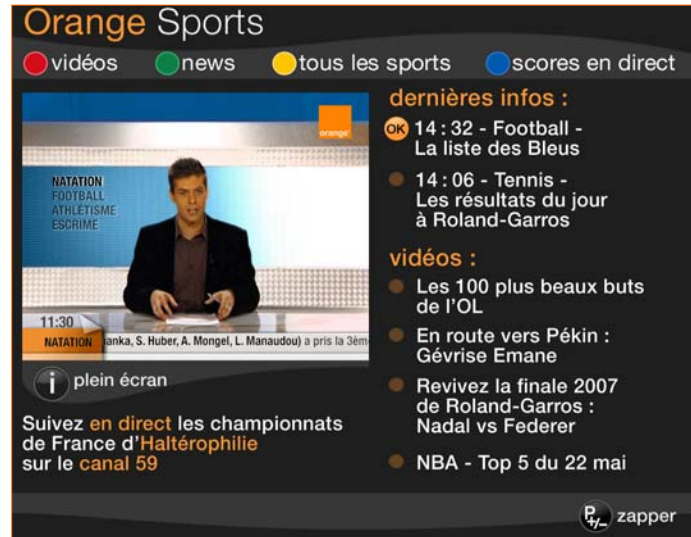 Orange Sports
vidéos
news
tous les sports
scores en direct
orange
NATATION
FOOTBALL
ATHLÉTISME
ESCRIME
11:30
NATATION
anka, S. Huber, A. Mongel, L. Manaudou) a pris la 3èm
i plein écran
Suivez en direct les championnats
de France d'Haltérophilie
sur le canal 59
dernières infos :
OK 14 : 32 - Football -
La liste des Bleus
14 : 06 - Tennis -
Les résultats du jour
à Roland-Garros
vidéos :
Les 100 plus beaux buts
de l'OL
En route vers Pékin :
Gévrise Emane
Revivez la finale 2007
de Roland-Garros :
Nadal vs Federer
NBA - Top 5 du 22 mai
P+/- zapper